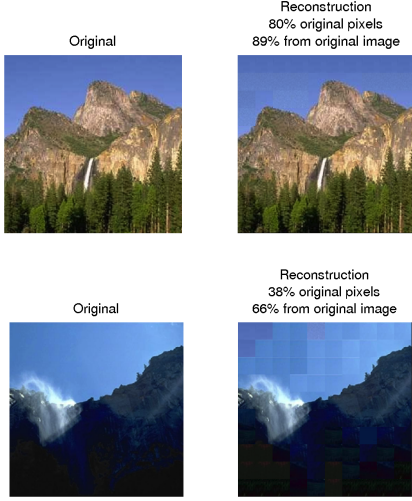 Original
Reconstruction
80% original pixels
89% from original image
Original
Reconstruction
38% original pixels
66% from original image